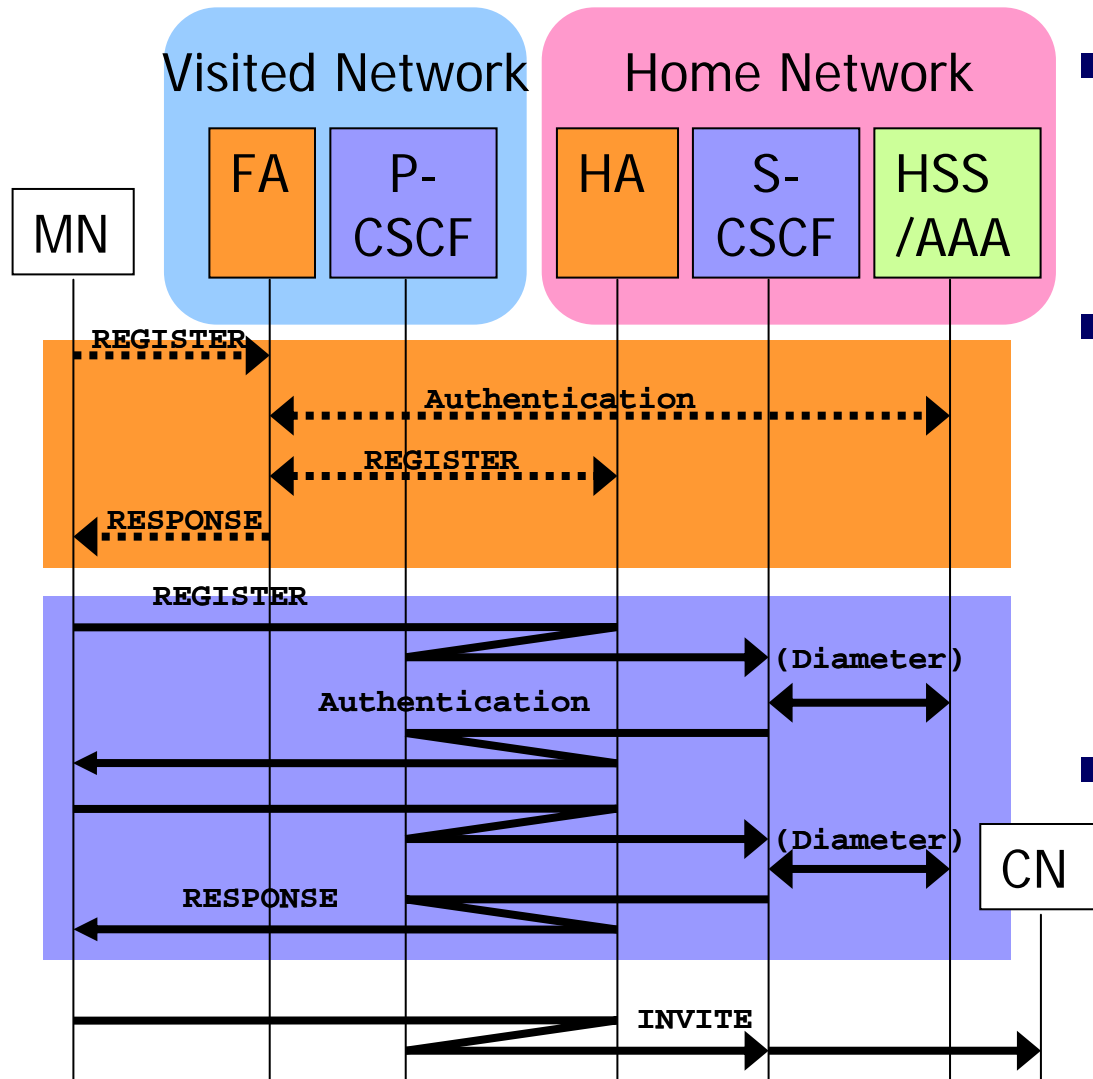 Visited Network
Home Network
MN
FA
P-
CSCF
HA
S-
CSCF
HSS
/AAA
REGISTER
Authentication
REGISTER
RESPONSE
REGISTER
(Diameter)
Authentication
(Diameter)
CN
RESPONSE
INVITE